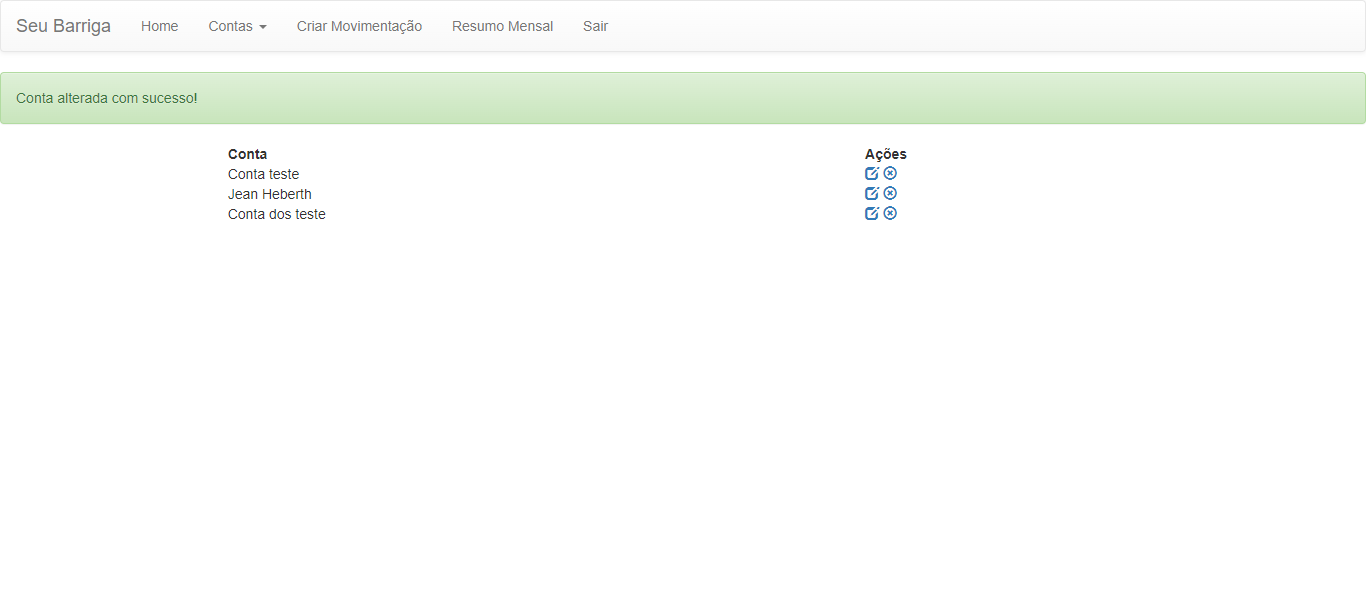 Seu Barriga Home Contas Criar Movimentação Resumo Mensal Sair
Conta alterada com sucesso!
Conta Ações
Conta teste
Jean Heberth
Conta dos teste